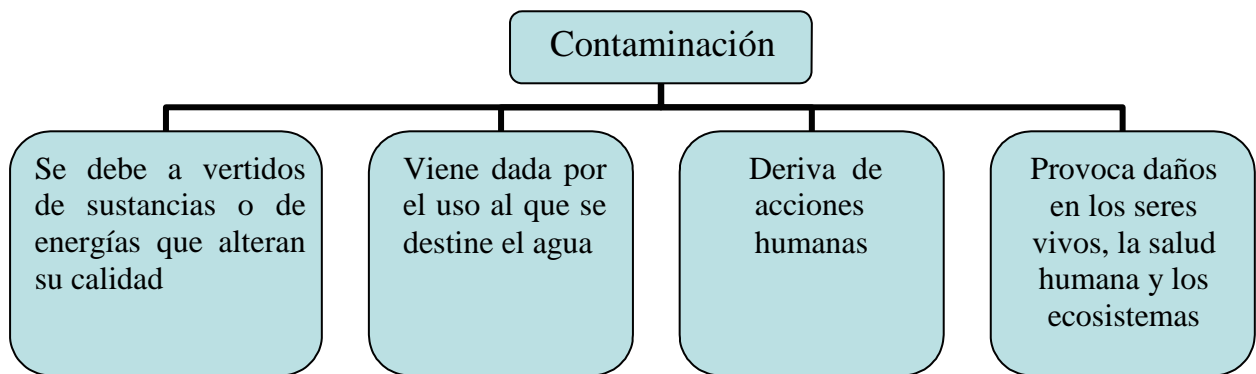 Contaminación
Se debe a vertidos
de sustancias o de
energías que alteran
su calidad
Viene dada por
el uso al que se
destine el agua
Deriva de
acciones
humanas
Provoca daños
en los seres
vivos, la salud
humana y los
ecosistemas